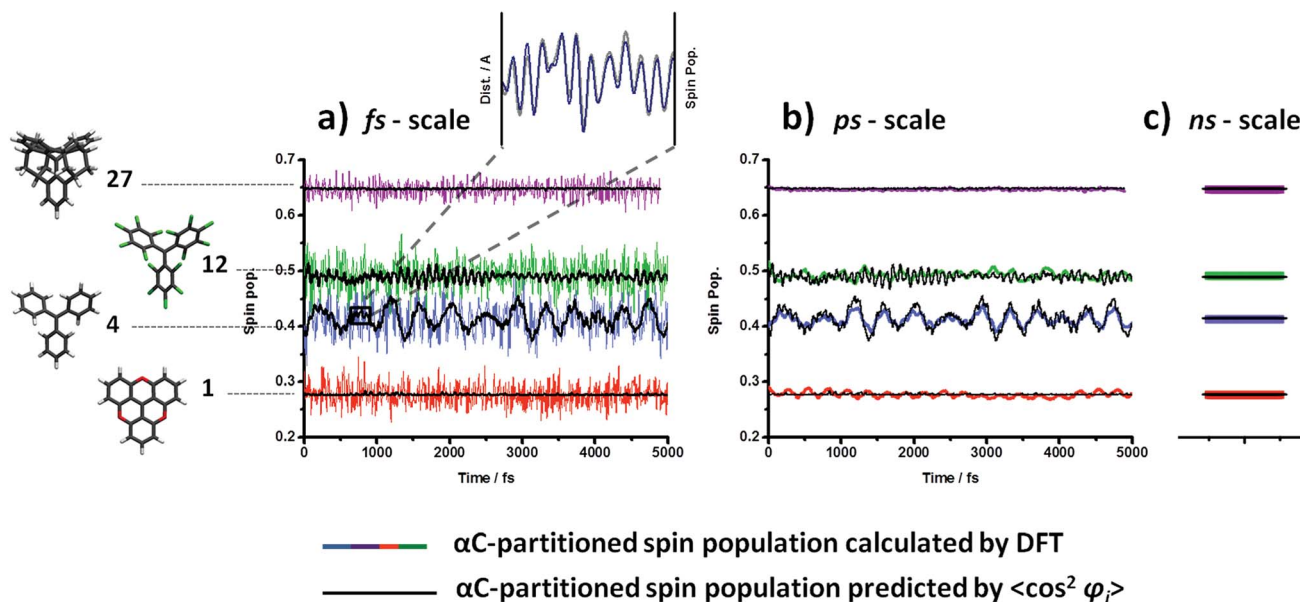 Dist. / A
Spin Pop.
a) fs - scale
b) ps - scale
c) ns - scale
27
12
4
1
Spin pop.
0.7
0.6
0.5
0.4
0.3
0.2
0 1000 2000 3000 4000 5000
Time / fs
Spin Pop.
0.7
0.6
0.5
0.4
0.3
0.2
0 1000 2000 3000 4000 5000
Time / fs
αC-partitioned spin population calculated by DFT
αC-partitioned spin population predicted by <cos² φi>